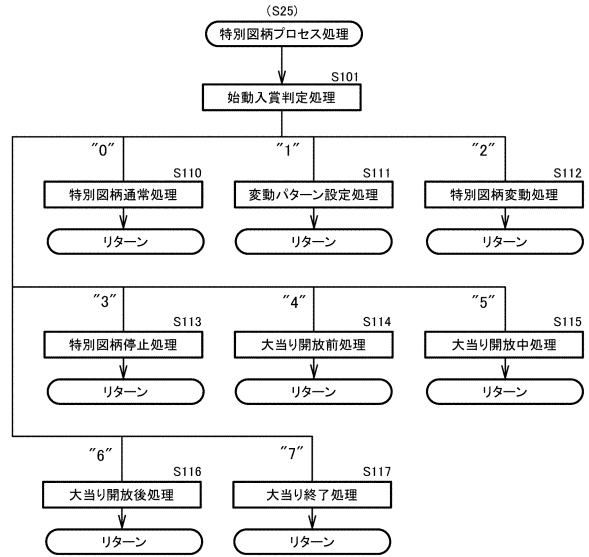 (S25)
特別図柄プロセス処理
S101
始動入賞判定処理
"0" "1" "2"
S110 S111 S112
特別図柄通常処理 変動パターン設定処理 特別図柄変動処理
リターン リターン リターン
"3" "4" "5"
S113 S114 S115
特別図柄停止処理 大当り開放前処理 大当り開放中処理
リターン リターン リターン
"6" "7"
S116 S117
大当り開放後処理 大当り終了処理
リターン リターン